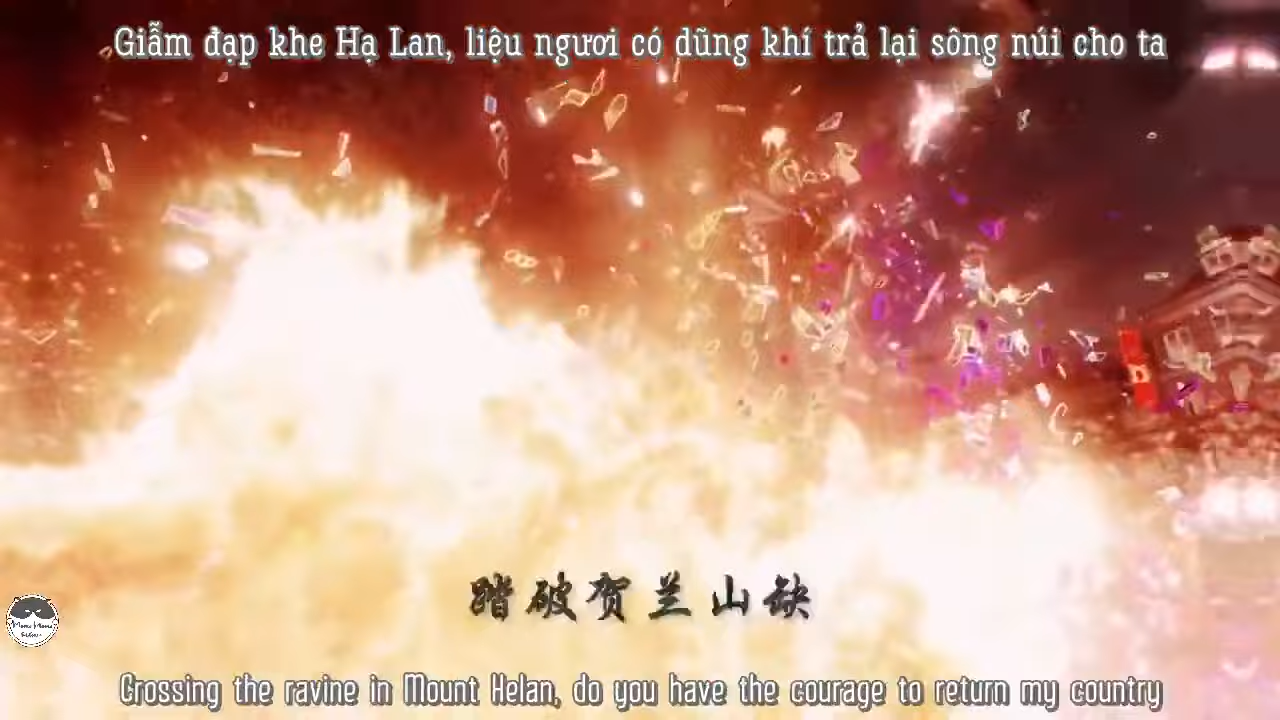 Giẫm đạp khe Hạ Lan, liệu ngươi có dũng khí trả lại sông núi cho ta
踏破贺兰山缺
Crossing the ravine in Mount Helan, do you have the courage to return my country